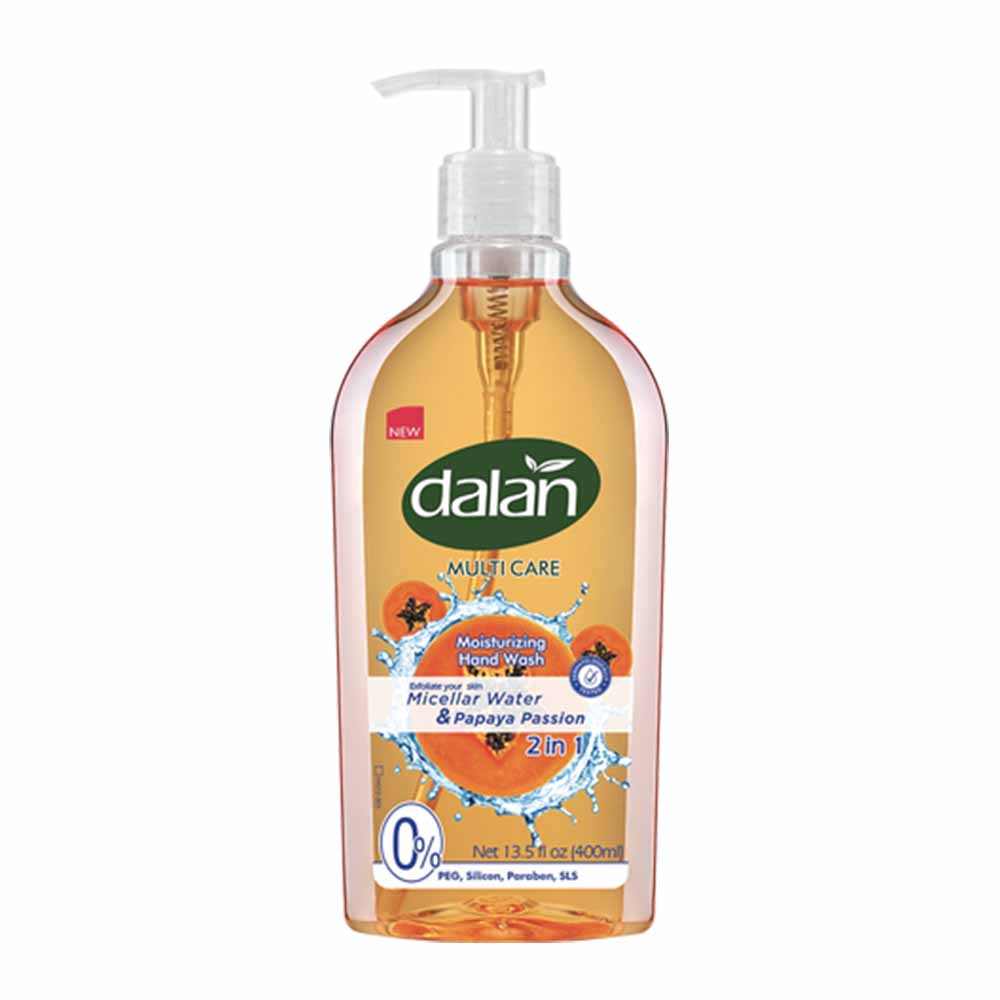 NEW
dalan
MULTI CARE
Moisturizing
Hand Wash
Exfoliate your skin
Micellar Water
& Papaya Passion
2 in 1
0%
Net 13.5 fl oz (400ml)
PEG, Silicon, Paraben, SLS